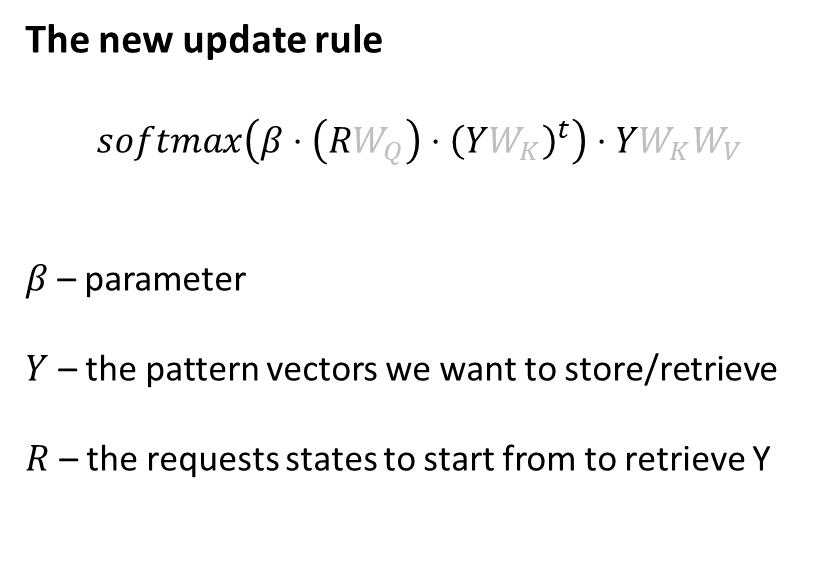 The new update rule
softmax(β · (RW_Q) · (YW_K)^t) · YW_KW_V
β – parameter
Y – the pattern vectors we want to store/retrieve
R – the requests states to start from to retrieve Y